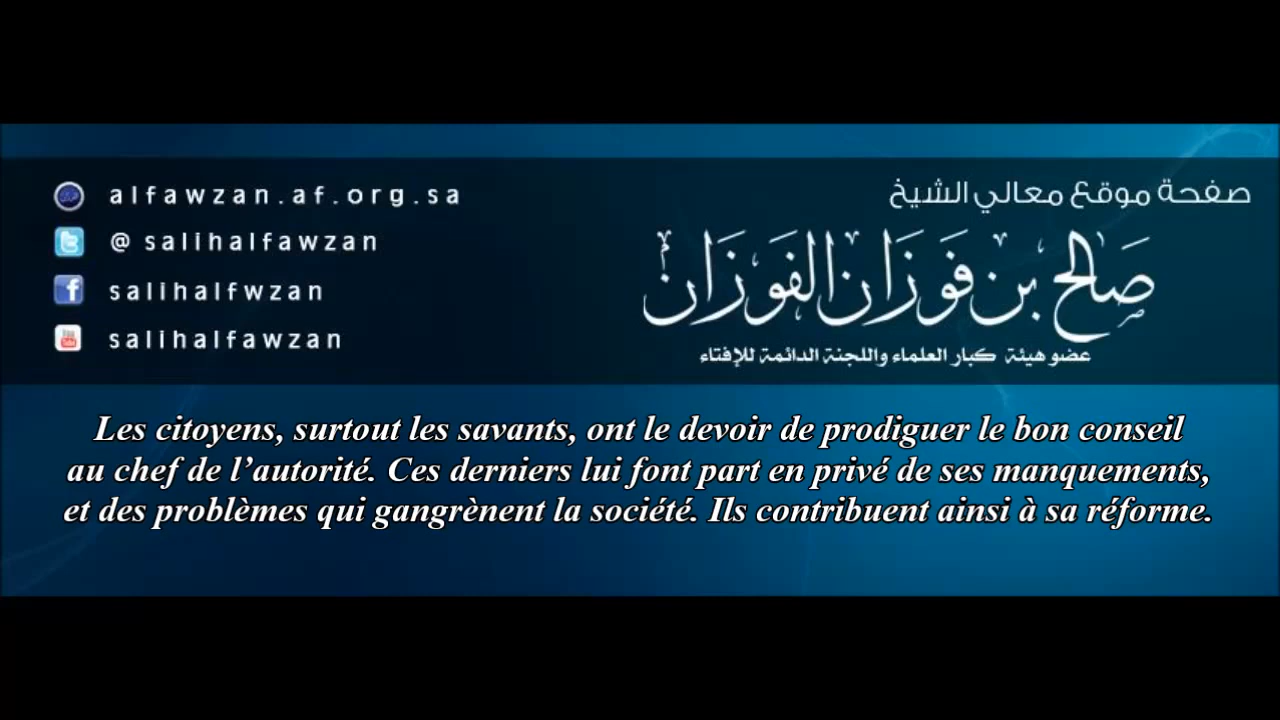 alfawzan.af.org.sa
@ salihalfawzan
salihalfwzan
salihalfawzan
صفحة موقع معالي الشيخ
صالح بن فوزان الفوزان
عضو هيئة كبار العلماء واللجنة الدائمة للإفتاء
Les citoyens, surtout les savants, ont le devoir de prodiguer le bon conseil
au chef de l’autorité. Ces derniers lui font part en privé de ses manquements,
et des problèmes qui gangrènent la société. Ils contribuent ainsi à sa réforme.